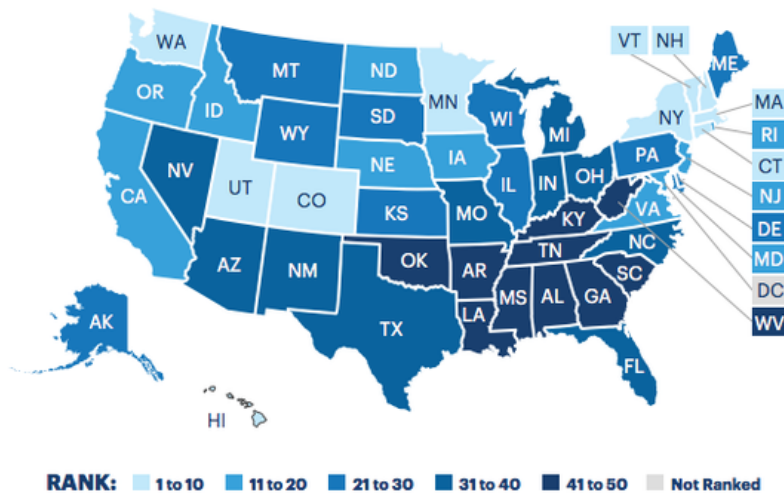 WA
VT NH
ME
MT
ND
MN
OR
MA
ID
SD
WI
NY
RI
WY
MI
CT
IA
PA
NJ
NE
NV
IL
IN
OH
DE
UT
CO
CA
KS
MO
VA
MD
KY
NC
DC
TN
OK
AR
SC
AZ
NM
WV
MS
AL
GA
LA
AK
TX
FL
HI
RANK: 1 to 10 11 to 20 21 to 30 31 to 40 41 to 50 Not Ranked